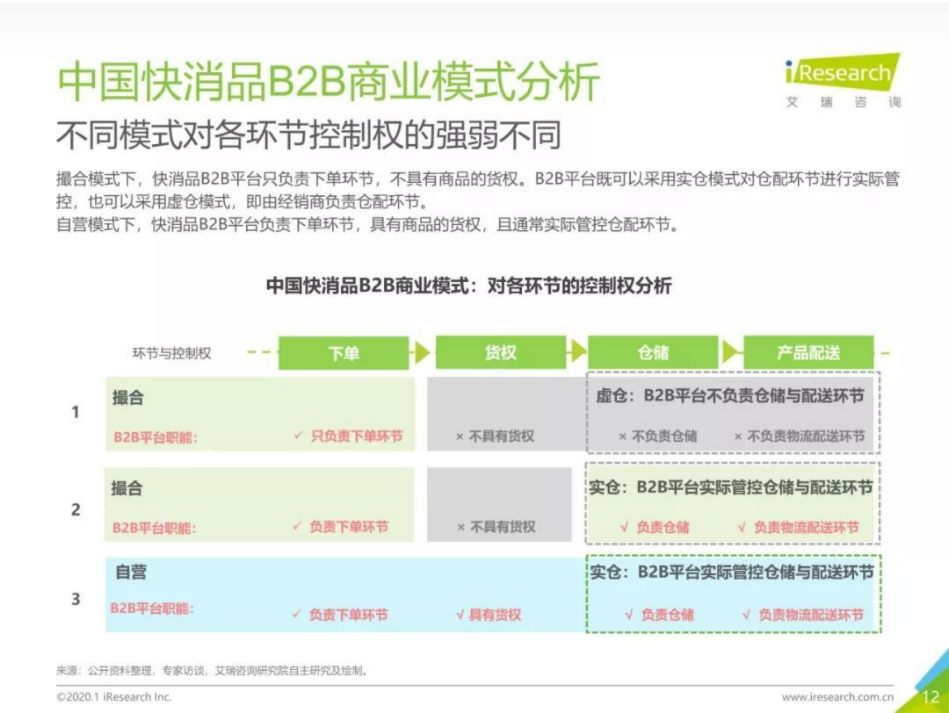 中国快消品B2B商业模式分析
iResearch
艾瑞咨询
不同模式对各环节控制权的强弱不同
撮合模式下，快消品B2B平台只负责下单环节，不具有商品的货权。B2B平台既可以采用实仓模式对仓配环节进行实际管
控，也可以采用虚仓模式，即由经销商负责仓配环节。
自营模式下，快消品B2B平台负责下单环节，具有商品的货权，且通常实际管控仓配环节。
中国快消品B2B商业模式：对各环节的控制权分析
环节与控制权 下单 货权 仓储 产品配送
1
撮合 虚仓：B2B平台不负责仓储与配送环节
B2B平台职能： ✓ 只负责下单环节 × 不具有货权 × 不负责仓储 × 不负责物流配送环节
2
撮合 实仓：B2B平台实际管控仓储与配送环节
B2B平台职能： ✓ 负责下单环节 × 不具有货权 √ 负责仓储 √ 负责物流配送环节
3
自营 实仓：B2B平台实际管控仓储与配送环节
B2B平台职能： ✓ 负责下单环节 √ 具有货权 √ 负责仓储 √ 负责物流配送环节
来源：公开资料整理，专家访谈，艾瑞咨询研究院自主研究及绘制。
©2020.1 iResearch Inc. www.iresearch.com.cn 12